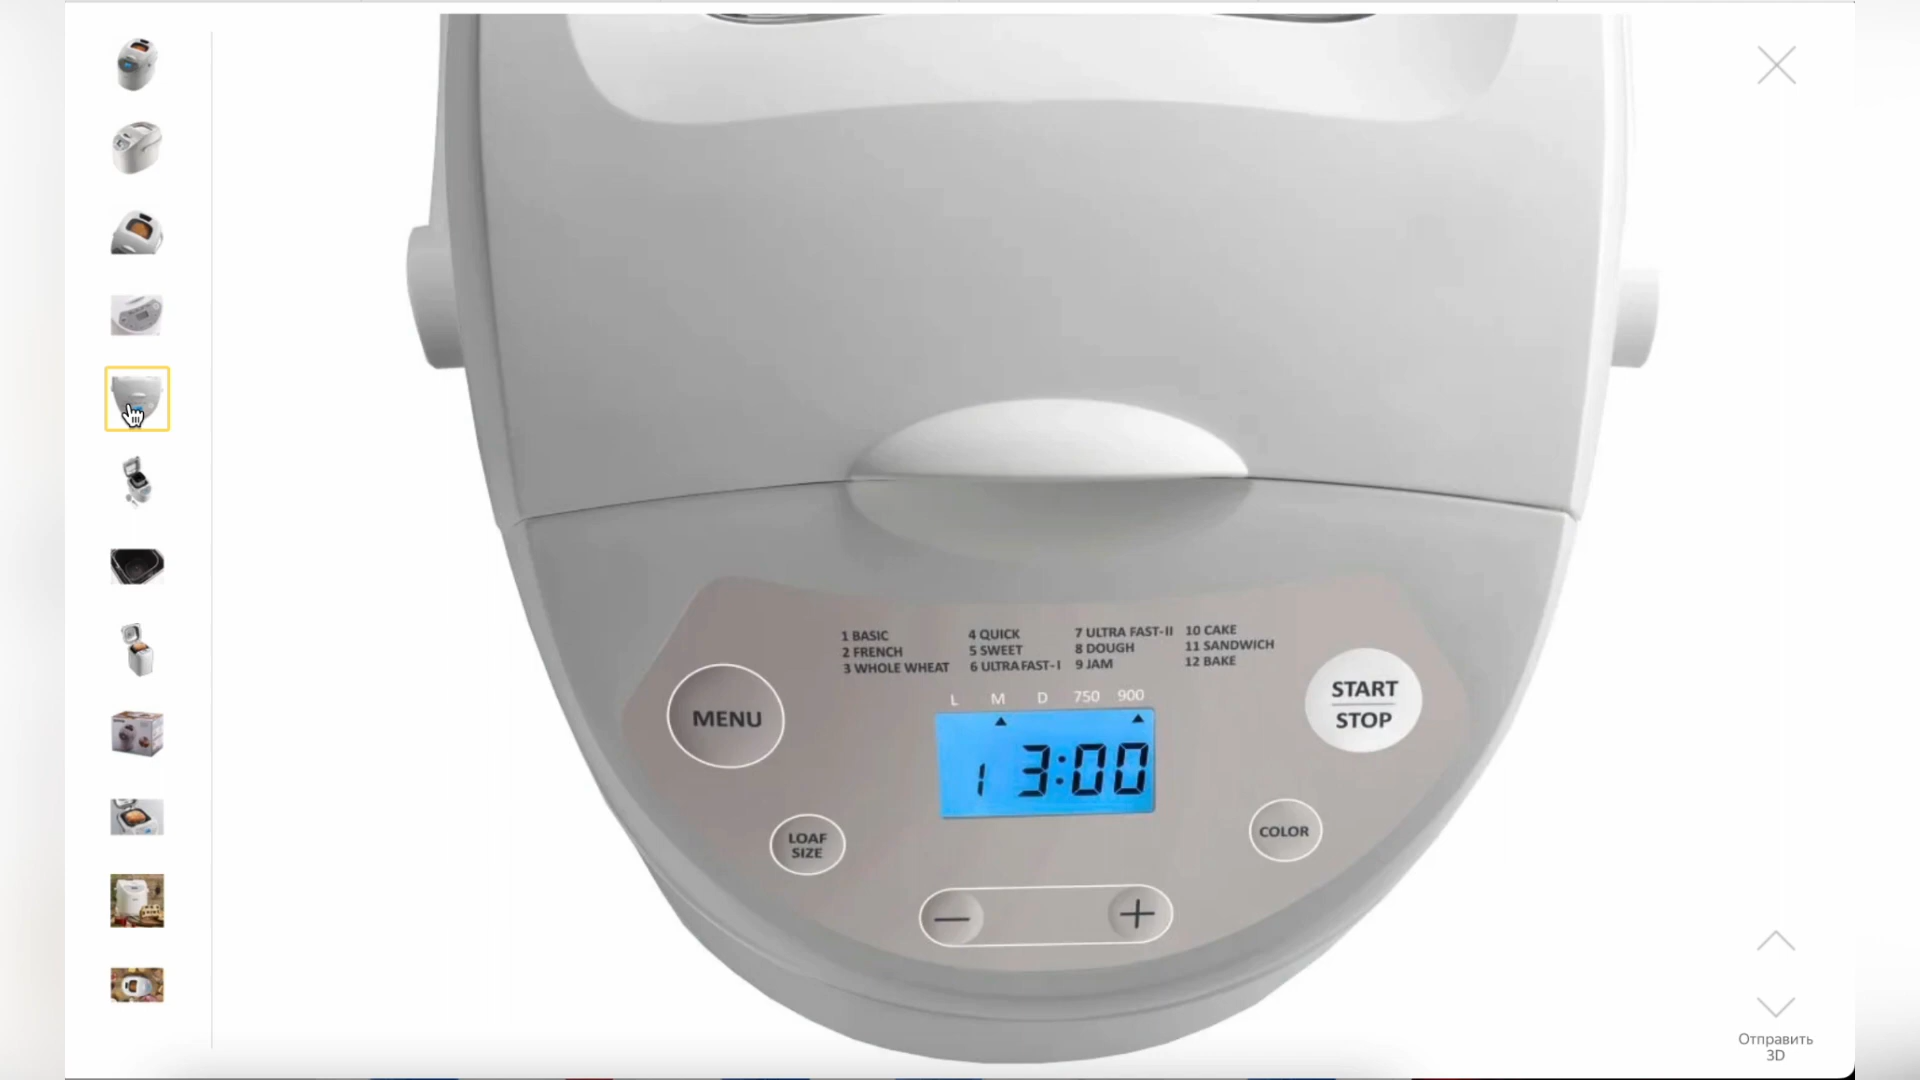 1 BASIC
2 FRENCH
3 WHOLE WHEAT
4 QUICK
5 SWEET
6 ULTRA FAST-I
7 ULTRA FAST-II
8 DOUGH
9 JAM
10 CAKE
11 SANDWICH
12 BAKE
L M D 750 900
1 3:00
MENU
START
STOP
LOAF
SIZE
COLOR
Отправить
3D